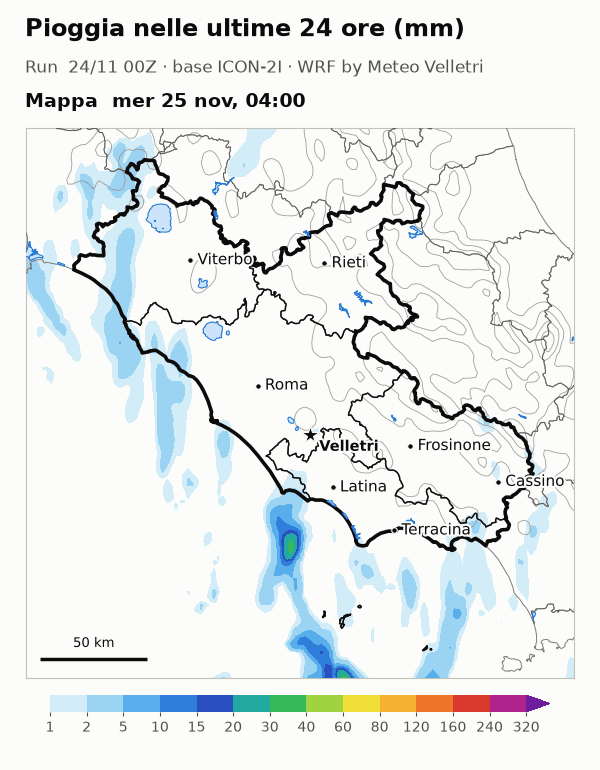 Pioggia nelle ultime 24 ore (mm)
Run  24/11 00Z · base ICON-2I · WRF by Meteo Velletri
Mappa  mer 25 nov, 04:00
Viterbo
Rieti
Roma
Velletri
Frosinone
Latina
Cassino
Terracina
50 km
1 2 5 10 15 20 30 40 60 80 120 160 240 320